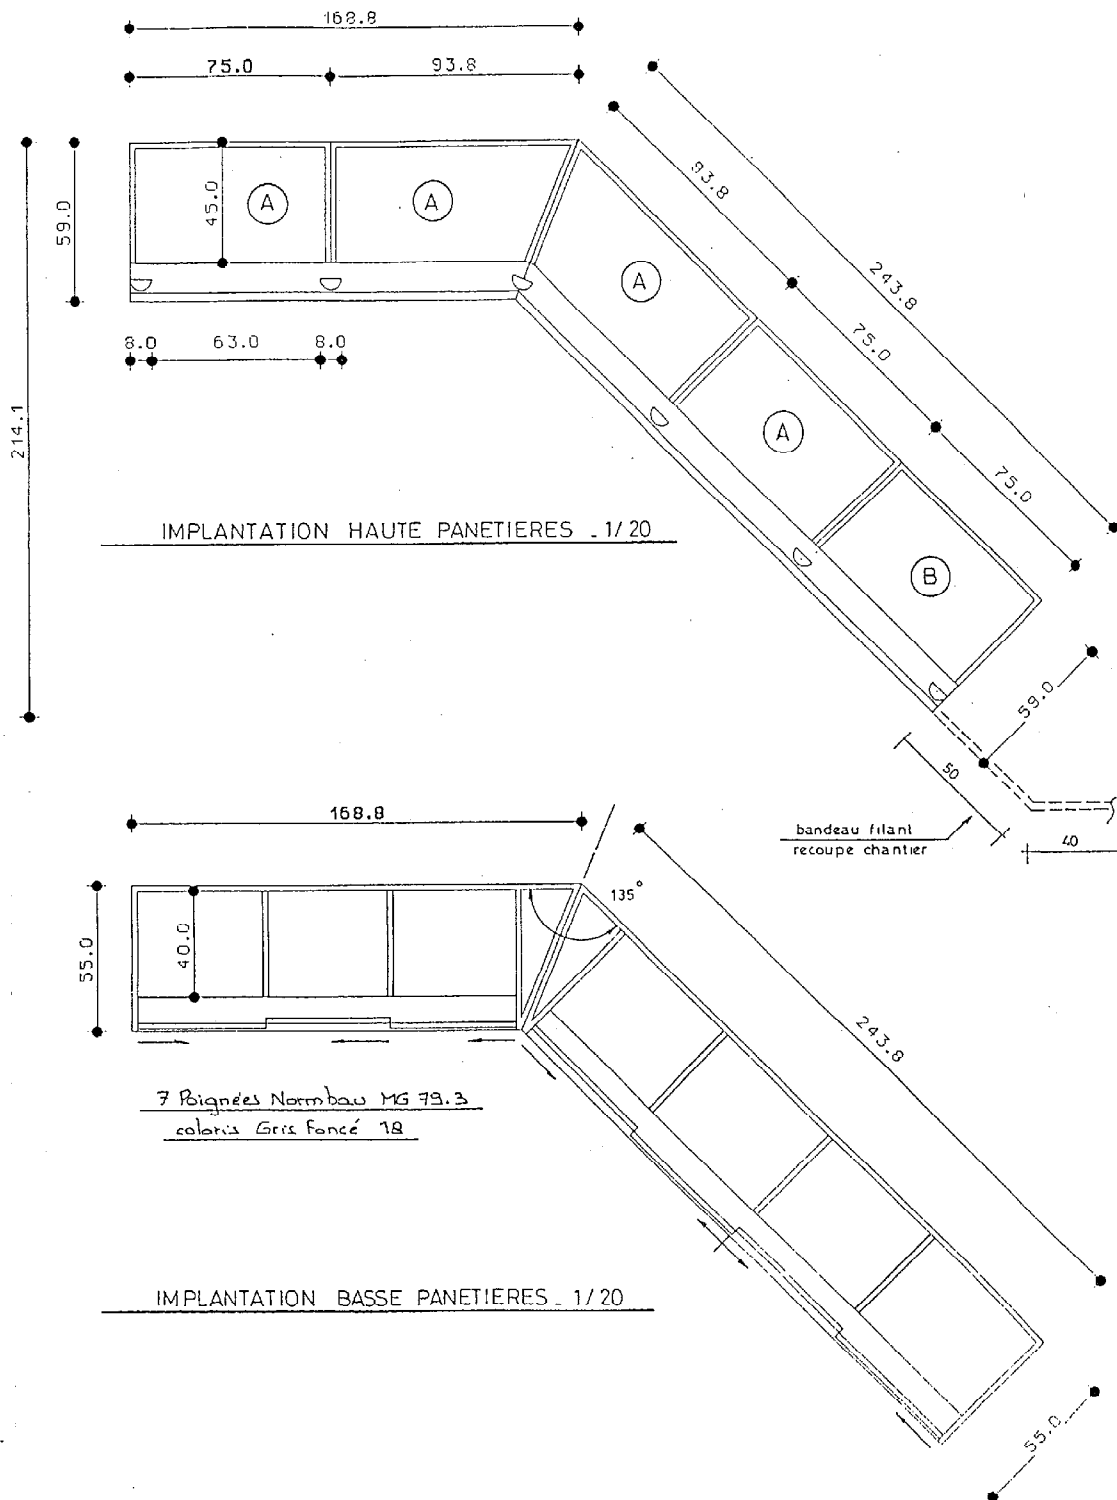 168.8
75.0
93.8
93.8
243.8
75.0
75.0
59.0
45.0
A
A
A
A
B
8.0
63.0
8.0
214.1
IMPLANTATION HAUTE PANETIERES _ 1/20
59.0
50
40
bandeau filant
recoupe chantier
168.8
135°
55.0
40.0
243.8
7 Poignées Normbau MG 79.3
coloris Gris Foncé 18
IMPLANTATION BASSE PANETIERES _ 1/20
55.0